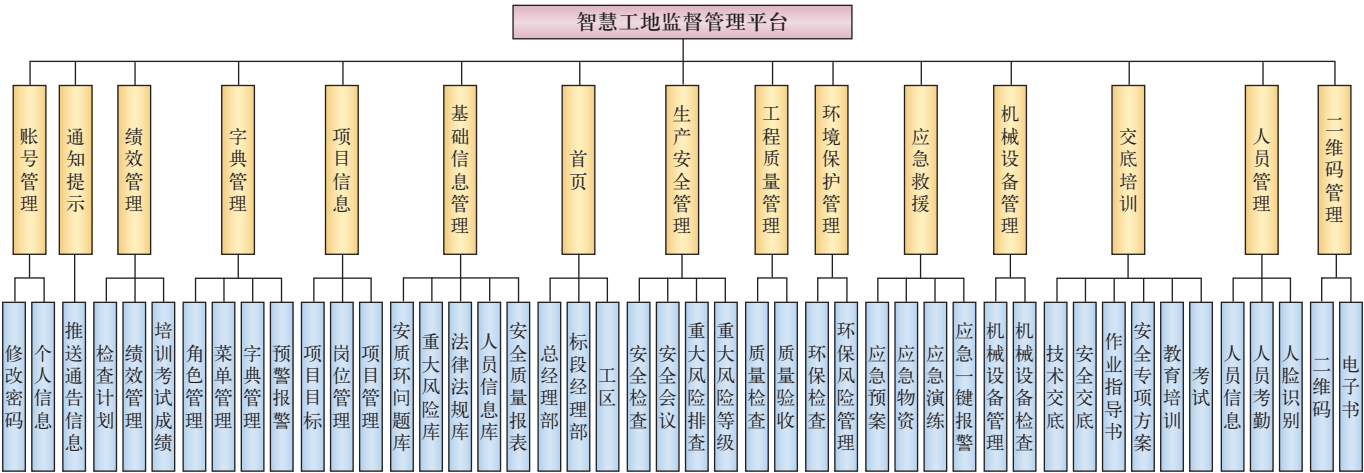 智慧工地监督管理平台
账号管理
通知提示
绩效管理
字典管理
项目信息
基础信息管理
首页
生产安全管理
工程质量管理
环境保护管理
应急救援
机械设备管理
交底培训
人员管理
二维码管理
修改密码
个人信息
推送通告信息
检查计划
绩效管理
培训考试成绩
角色管理
菜单管理
字典管理
预警报警
项目目标
岗位管理
项目管理
安质环问题库
重大风险库
法律法规库
人员信息库
安全质量报表
总经理部
标段经理部
工区
安全检查
安全会议
重大风险排查
重大风险等级
质量检查
质量验收
环保检查
环保风险管理
应急预案
应急物资
应急演练
应急一键报警
机械设备管理
机械设备检查
技术交底
安全交底
作业指导书
安全专项方案
教育培训
考试
人员信息
人员考勤
人脸识别
二维码
电子书